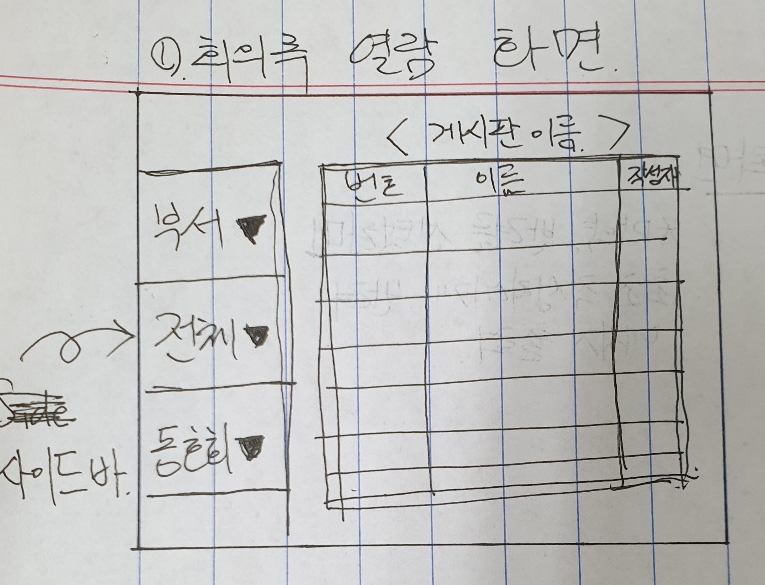 ①. 회의록 열람 화면.
< 게시판 이름. >
번호 이름 작성자
부서 ▼
전체 ▼
동호회 ▼
사이드바.